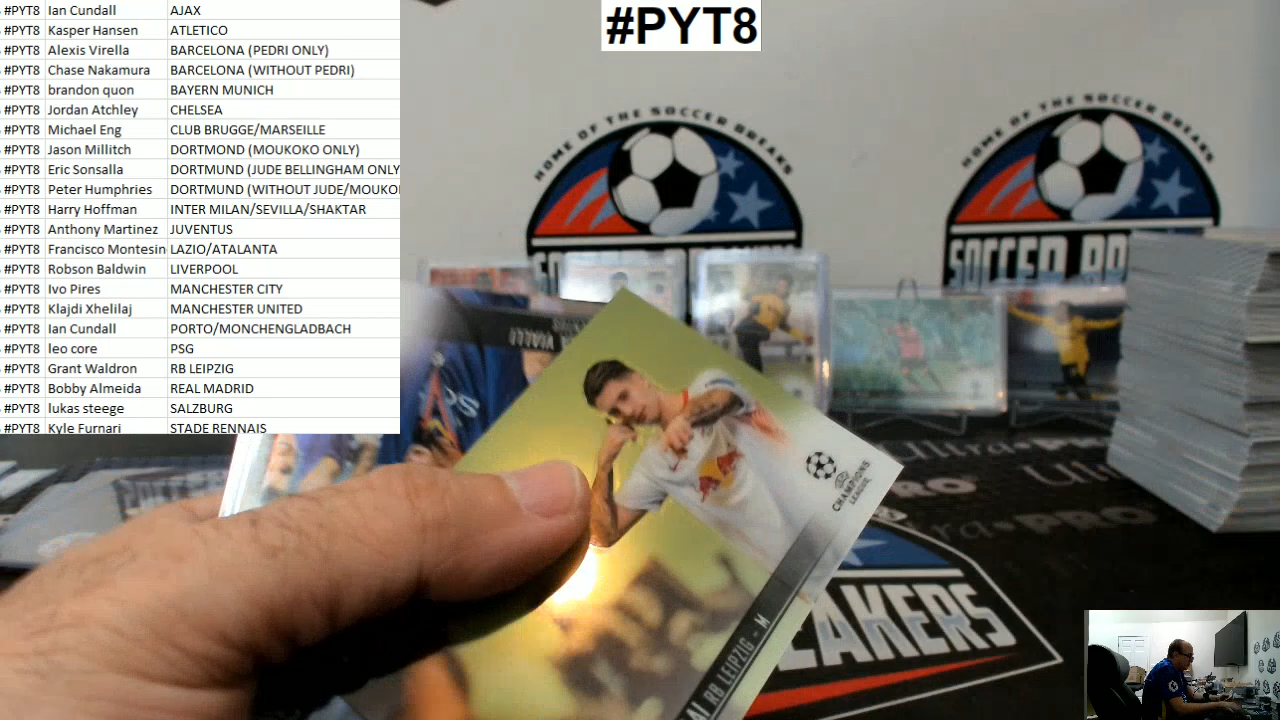 #PYT8 Ian Cundall AJAX
#PYT8 Kasper Hansen ATLETICO
#PYT8 Alexis Virella BARCELONA (PEDRI ONLY)
#PYT8 Chase Nakamura BARCELONA (WITHOUT PEDRI)
#PYT8 brandon quon BAYERN MUNICH
#PYT8 Jordan Atchley CHELSEA
#PYT8 Michael Eng CLUB BRUGGE/MARSEILLE
#PYT8 Jason Millitch DORTMOND (MOUKOKO ONLY)
#PYT8 Eric Sonsalla DORTMUND (JUDE BELLINGHAM ONLY
#PYT8 Peter Humphries DORTMUND (WITHOUT JUDE/MOUKO
#PYT8 Harry Hoffman INTER MILAN/SEVILLA/SHAKTAR
#PYT8 Anthony Martinez JUVENTUS
#PYT8 Francisco Montesin LAZIO/ATALANTA
#PYT8 Robson Baldwin LIVERPOOL
#PYT8 Ivo Pires MANCHESTER CITY
#PYT8 Klajdi Xhelilaj MANCHESTER UNITED
#PYT8 Ian Cundall PORTO/MONCHENGLADBACH
#PYT8 leo core PSG
#PYT8 Grant Waldron RB LEIPZIG
#PYT8 Bobby Almeida REAL MADRID
#PYT8 lukas steege SALZBURG
#PYT8 Kyle Furnari STADE RENNAIS
#PYT8
HOME OF THE SOCCER BREAKS
HOME OF THE SOCCER BREAKS
SOCCER BR
CHAMPIONS
LEAGUE
RB LEIPZIG - M
EAKERS
Ultra PRO